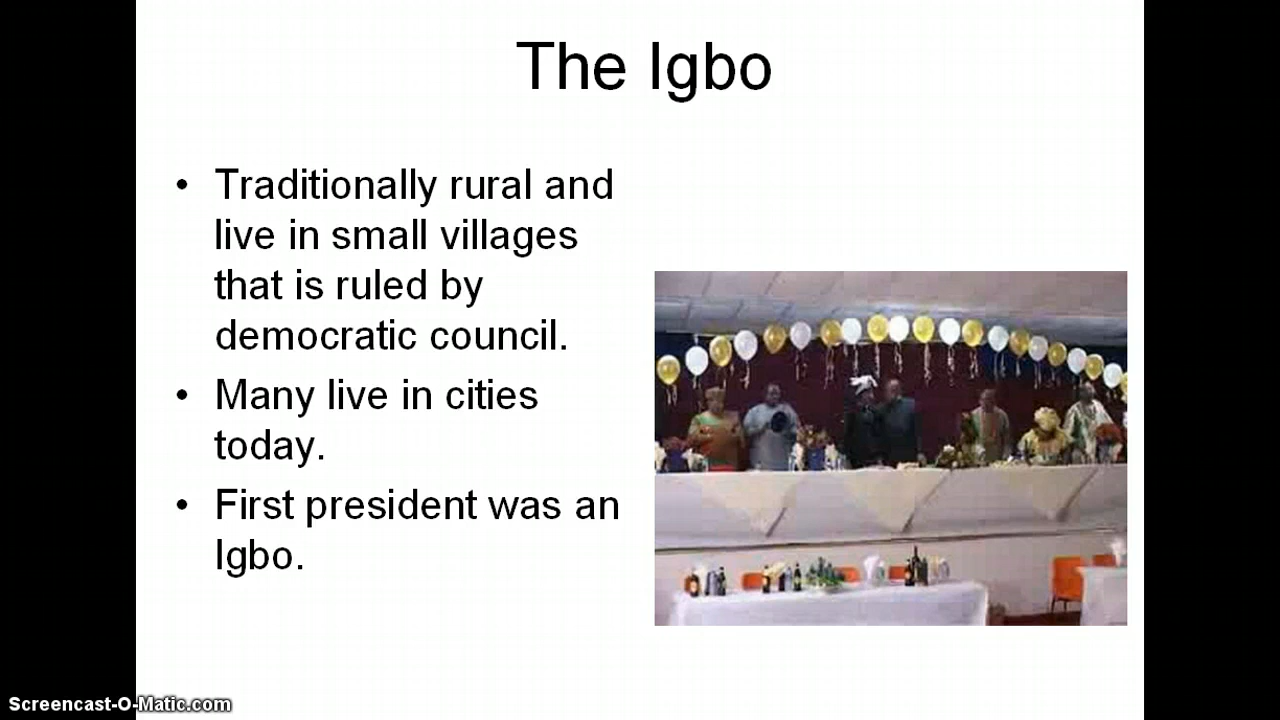 The Igbo
• Traditionally rural and
live in small villages
that is ruled by
democratic council.
• Many live in cities
today.
• First president was an
Igbo.
Screencast-O-Matic.com